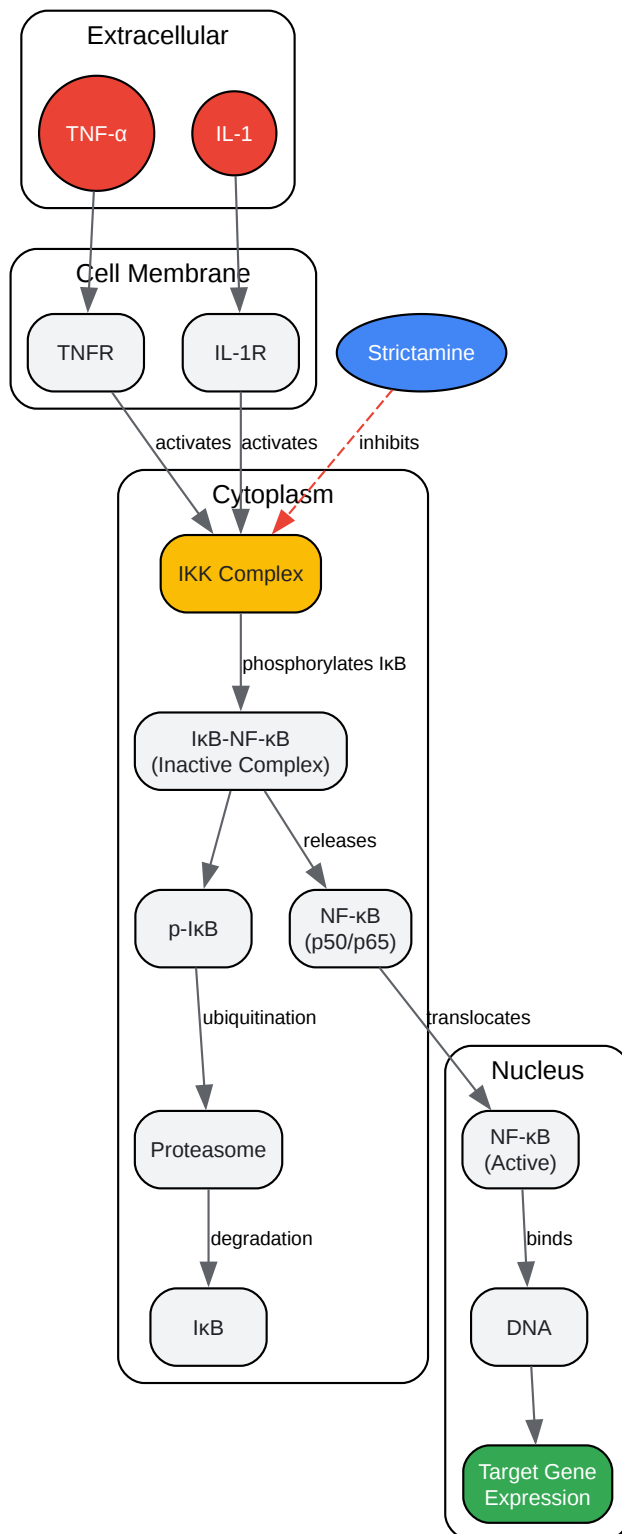 Extracellular
TNF-α
IL-1
Cell Membrane
TNFR
IL-1R
Strictamine
activates
activates
inhibits
Cytoplasm
IKK Complex
phosphorylates IκB
IκB-NF-κB
(Inactive Complex)
releases
p-IκB
NF-κB
(p50/p65)
ubiquitination
translocates
Nucleus
Proteasome
NF-κB
(Active)
degradation
binds
IκB
DNA
Target Gene
Expression